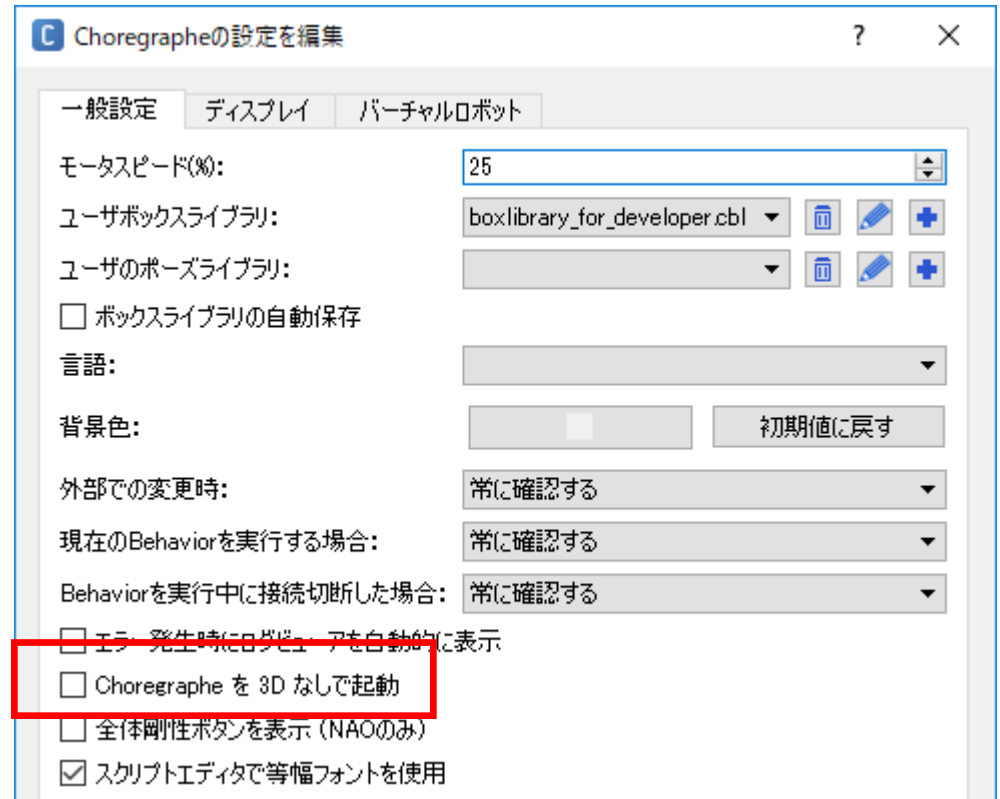 Choregrapheの設定を編集 ? ×
一般設定 ディスプレイ バーチャルロボット
モータスピード(%): 25
ユーザボックスライブラリ: boxlibrary_for_developer.cbl
ユーザのポーズライブラリ:
ボックスライブラリの自動保存
言語:
背景色: 初期値に戻す
外部での変更時: 常に確認する
現在のBehaviorを実行する場合: 常に確認する
Behaviorを実行中に接続切断した場合: 常に確認する
エラー発生時にログビューアを自動的に表示
Choregraphe を 3D なしで起動
全体剛性ボタンを表示 (NAOのみ)
スクリプトエディタで等幅フォントを使用